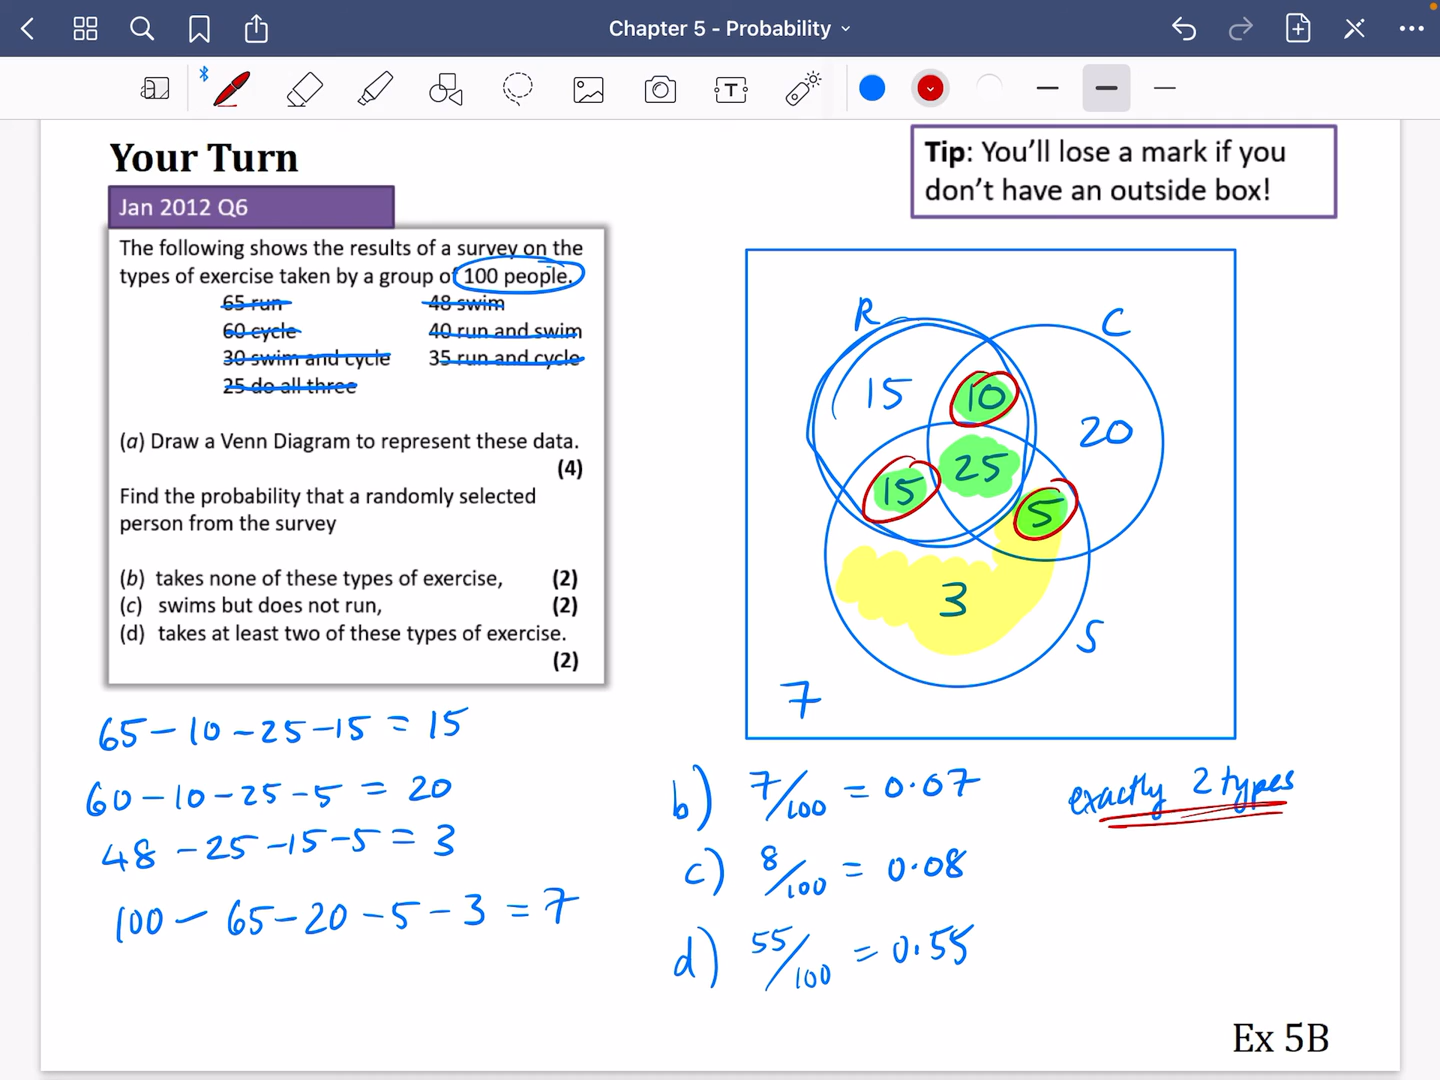 Chapter 5 - Probability
Your Turn
Tip: You'll lose a mark if you
don't have an outside box!
Jan 2012 Q6
The following shows the results of a survey on the
types of exercise taken by a group of 100 people.
65 run 48 swim
60 cycle 40 run and swim
30 swim and cycle 35 run and cycle
25 do all three
(a) Draw a Venn Diagram to represent these data.
(4)
Find the probability that a randomly selected
person from the survey
(b) takes none of these types of exercise, (2)
(c) swims but does not run, (2)
(d) takes at least two of these types of exercise.
(2)
R
C
15
10
20
25
15
5
3
S
7
65 - 10 - 25 - 15 = 15
60 - 10 - 25 - 5 = 20
48 - 25 - 15 - 5 = 3
100 - 65 - 20 - 5 - 3 = 7
b) 7/100 = 0.07
exactly 2 types
c) 8/100 = 0.08
d) 55/100 = 0.55
Ex 5B